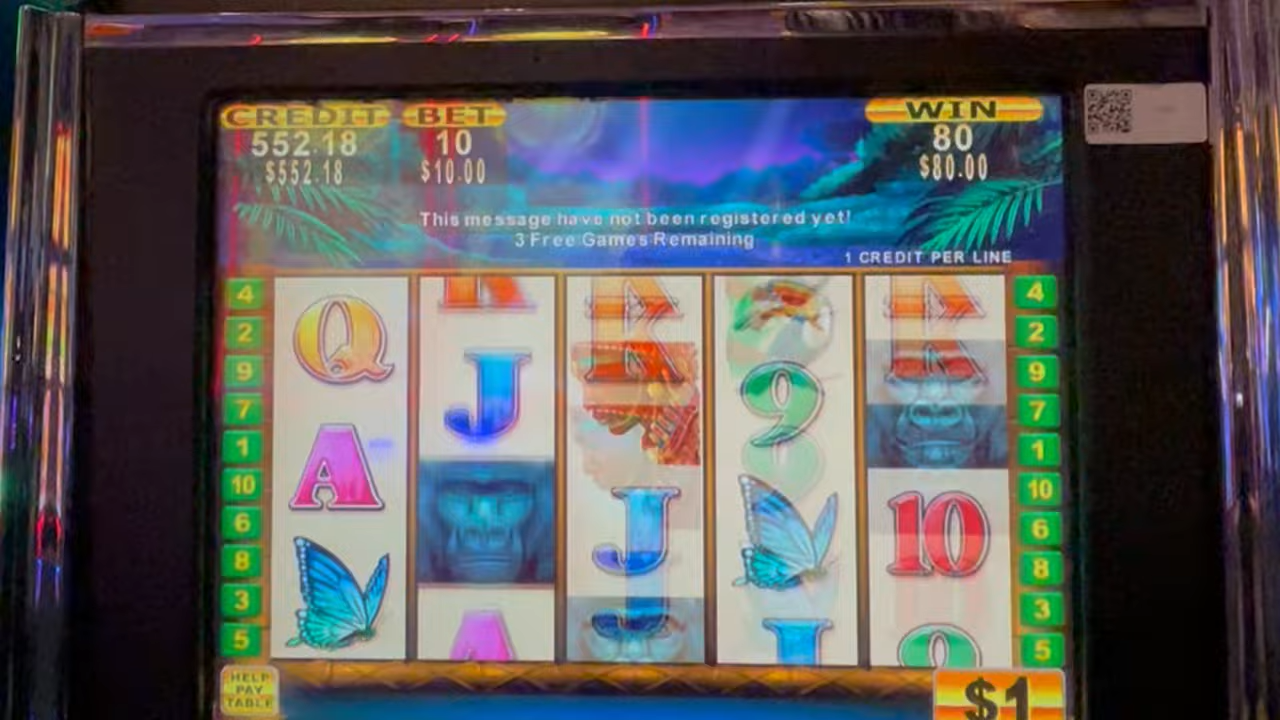 CREDIT BET WIN
552.18 10 80
$552.18 $10.00 $80.00
This message have not been registered yet!
3 Free Games Remaining
1 CREDIT PER LINE
4 K K K 4
2 Q 2
9 J K K 9
7 9 7
1 A 1
10 10
6 J 10 6
8 8
3 J 3
5 A J 9 5
HELP
PAY
TABLE
$1